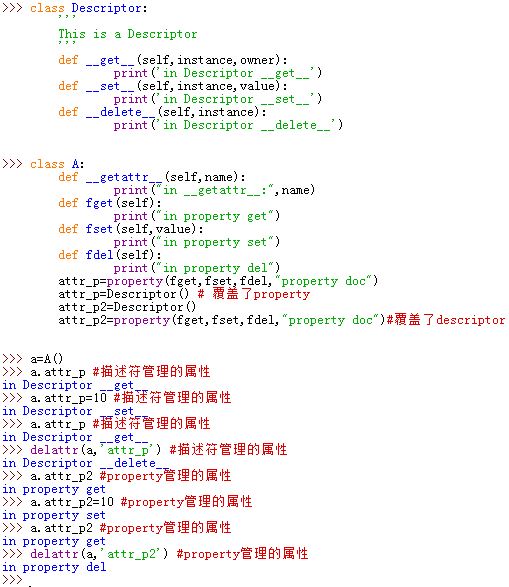 >>> class Descriptor:
'''
This is a Descriptor
'''
def __get__(self,instance,owner):
print('in Descriptor __get__')
def __set__(self,instance,value):
print('in Descriptor __set__')
def __delete__(self,instance):
print('in Descriptor __delete__')
>>> class A:
def __getattr__(self,name):
print("in __getattr__:",name)
def fget(self):
print("in property get")
def fset(self,value):
print("in property set")
def fdel(self):
print("in property del")
attr_p=property(fget,fset,fdel,"property doc")
attr_p=Descriptor() # 覆盖了property
attr_p2=Descriptor()
attr_p2=property(fget,fset,fdel,"property doc")#覆盖了descriptor
>>> a=A()
>>> a.attr_p #描述符管理的属性
in Descriptor __get__
>>> a.attr_p=10 #描述符管理的属性
in Descriptor __set__
>>> a.attr_p #描述符管理的属性
in Descriptor __get__
>>> delattr(a,'attr_p') #描述符管理的属性
in Descriptor __delete__
>>> a.attr_p2 #property管理的属性
in property get
>>> a.attr_p2=10 #property管理的属性
in property set
>>> a.attr_p2 #property管理的属性
in property get
>>> delattr(a,'attr_p2') #property管理的属性
in property del
>>>